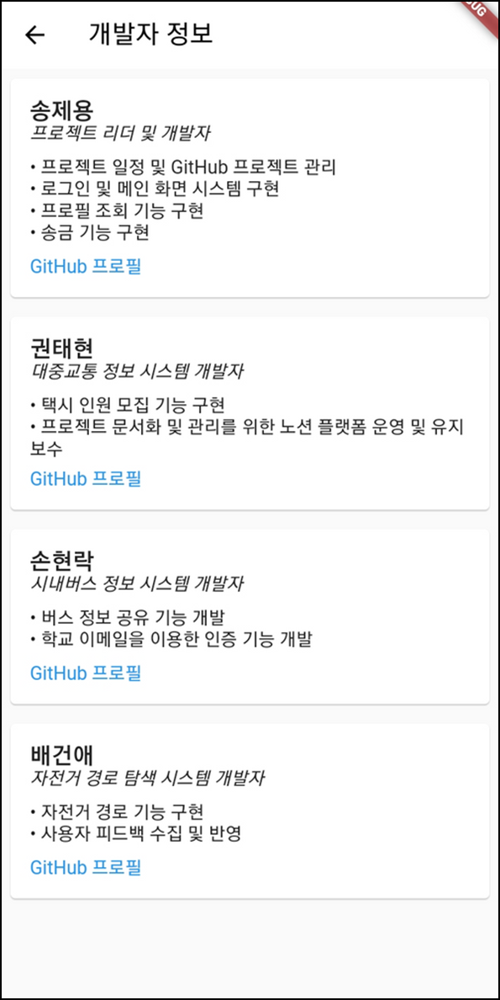 개발자 정보
송제용
프로젝트 리더 및 개발자
• 프로젝트 일정 및 GitHub 프로젝트 관리
• 로그인 및 메인 화면 시스템 구현
• 프로필 조회 기능 구현
• 송금 기능 구현
GitHub 프로필
권태현
대중교통 정보 시스템 개발자
• 택시 인원 모집 기능 구현
• 프로젝트 문서화 및 관리를 위한 노션 플랫폼 운영 및 유지
보수
GitHub 프로필
손현락
시내버스 정보 시스템 개발자
• 버스 정보 공유 기능 개발
• 학교 이메일을 이용한 인증 기능 개발
GitHub 프로필
배건애
자전거 경로 탐색 시스템 개발자
• 자전거 경로 기능 구현
• 사용자 피드백 수집 및 반영
GitHub 프로필